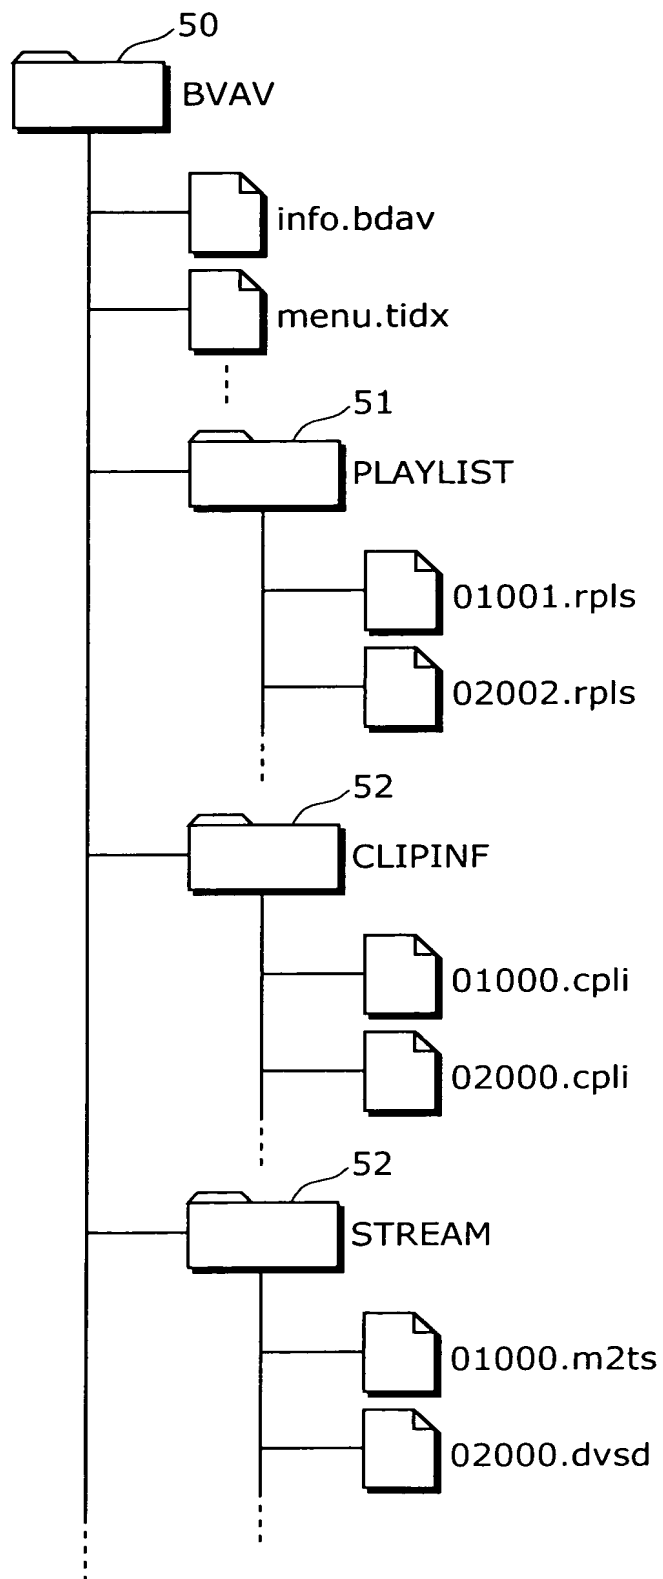 50
BVAV
info.bdav
menu.tidx
51
PLAYLIST
01001.rpls
02002.rpls
52
CLIPINF
01000.cpli
02000.cpli
52
STREAM
01000.m2ts
02000.dvsd